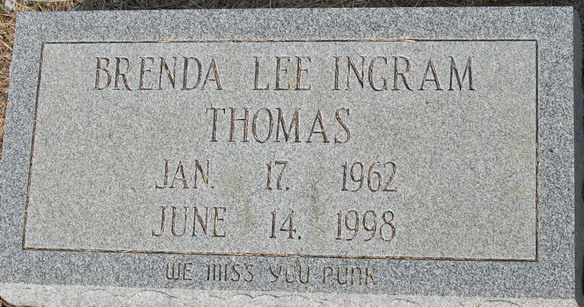 BRENDA LEE INGRAM
THOMAS
JAN. 17. 1962
JUNE 14. 1998
WE MISS YOU PUNK